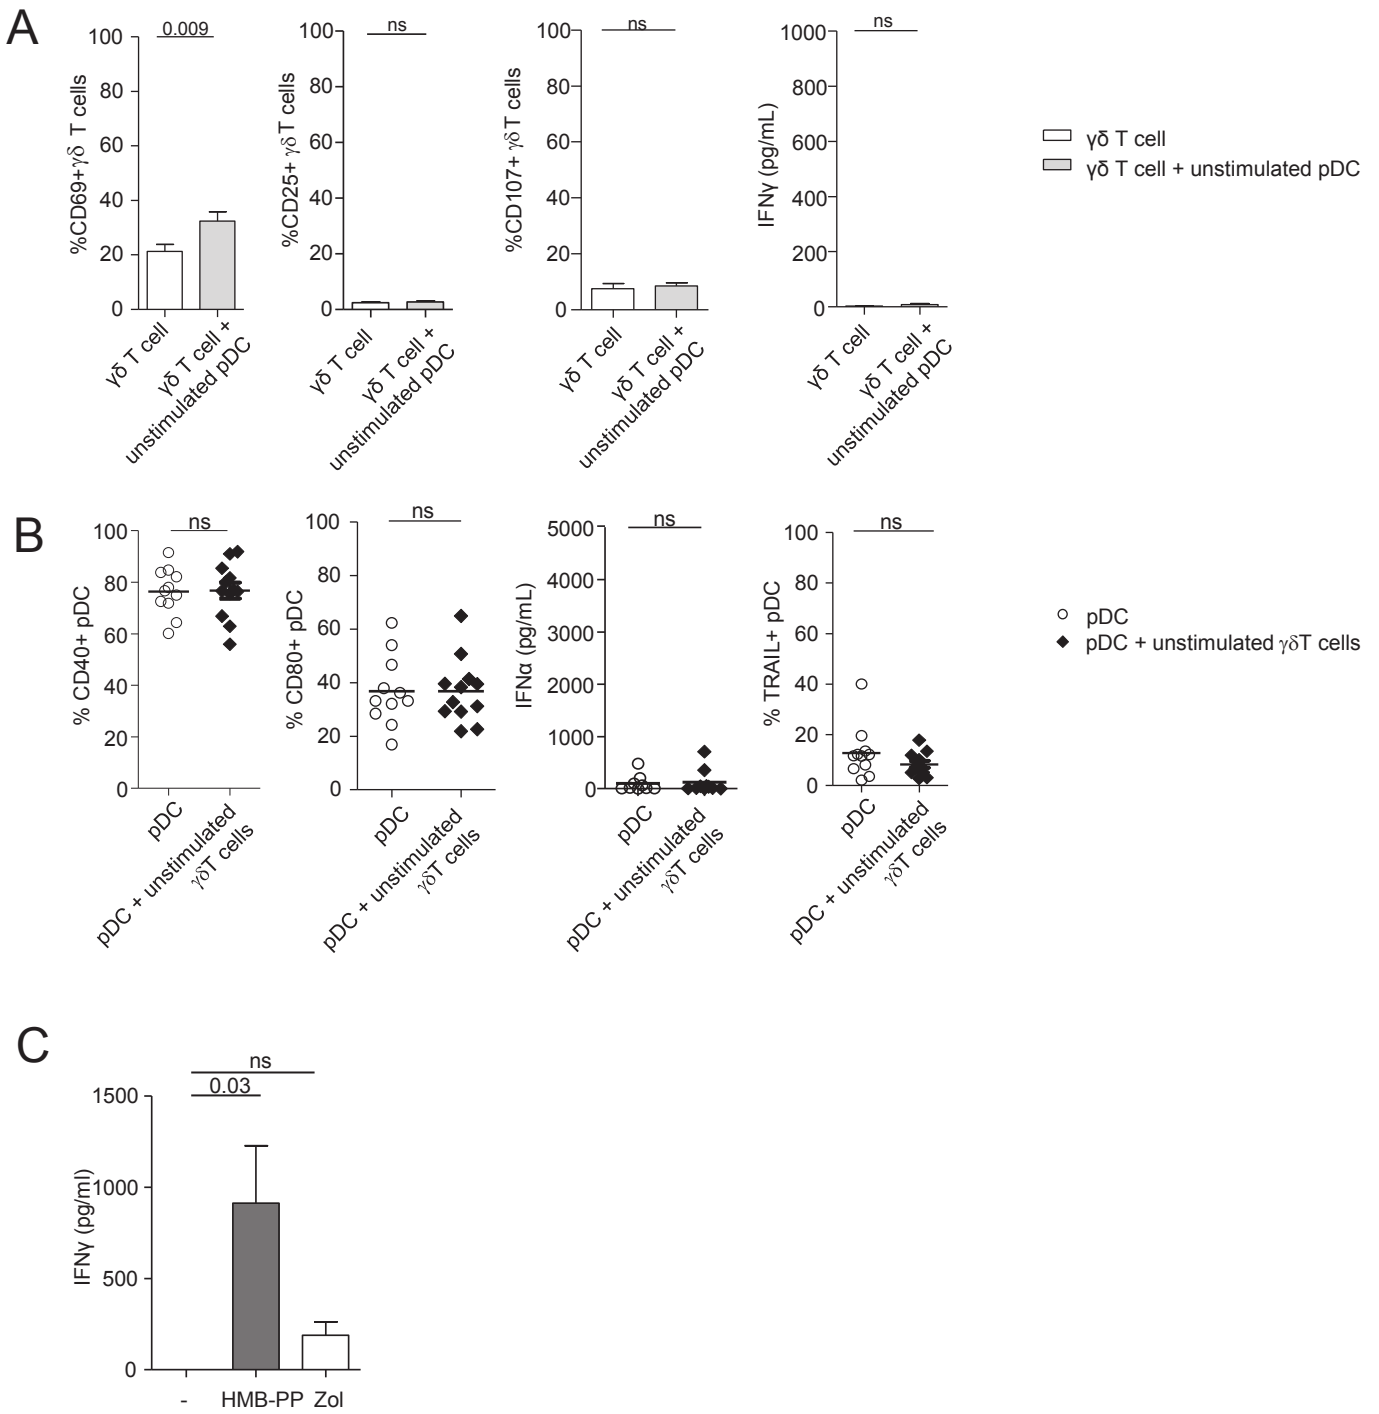 A
0.009
100
80
60
40
20
0
%CD69+γδ T cells
γδ T cell
γδ T cell +
unstimulated pDC
ns
100
80
60
40
20
0
%CD25+ γδ T cells
γδ T cell
γδ T cell +
unstimulated pDC
ns
100
80
60
40
20
0
%CD107+ γδ T cells
γδ T cell
γδ T cell +
unstimulated pDC
ns
1000
800
600
400
200
0
IFNγ (pg/mL)
γδ T cell
γδ T cell +
unstimulated pDC
γδ T cell
γδ T cell + unstimulated pDC
B
ns
100
80
60
40
20
0
% CD40+ pDC
pDC
pDC + unstimulated
γδT cells
ns
100
80
60
40
20
0
% CD80+ pDC
pDC
pDC + unstimulated
γδT cells
ns
5000
4000
3000
2000
1000
0
IFNα (pg/mL)
pDC
pDC + unstimulated
γδT cells
ns
100
80
60
40
20
0
% TRAIL+ pDC
pDC
pDC + unstimulated
γδT cells
pDC
pDC + unstimulated γδT cells
C
ns
0.03
1500
1000
500
0
IFNγ (pg/ml)
- HMB-PP Zol